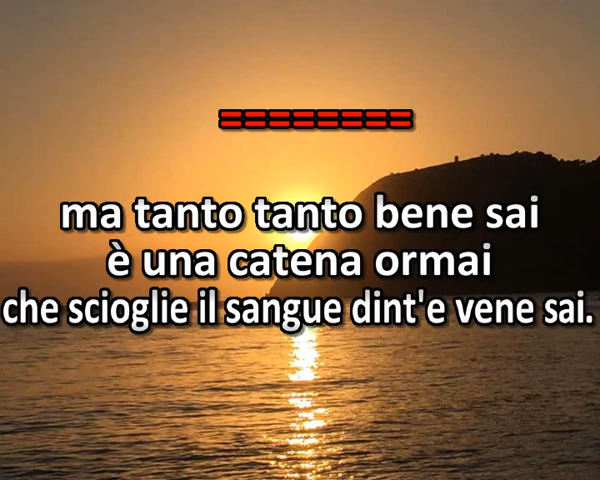 ========
ma tanto tanto bene sai
è una catena ormai
che scioglie il sangue dint'e vene sai.